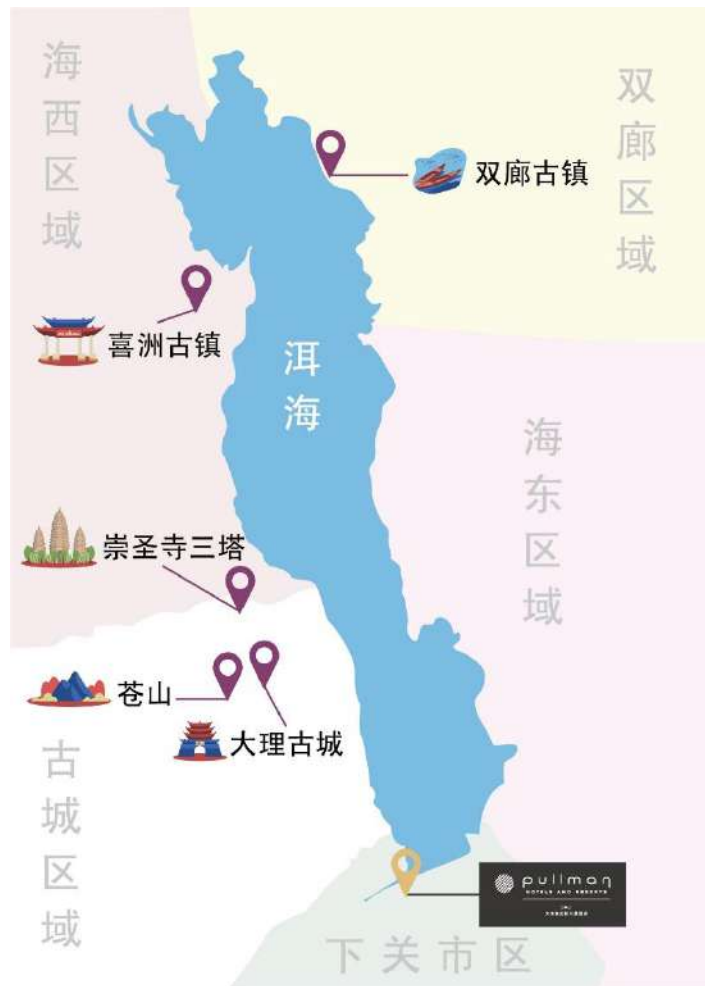 海西区域
双廊区域
双廊古镇
喜洲古镇
洱海
海东区域
崇圣寺三塔
苍山
大理古城
古城区域
pullman
HOTELS AND RESORTS
下关市区